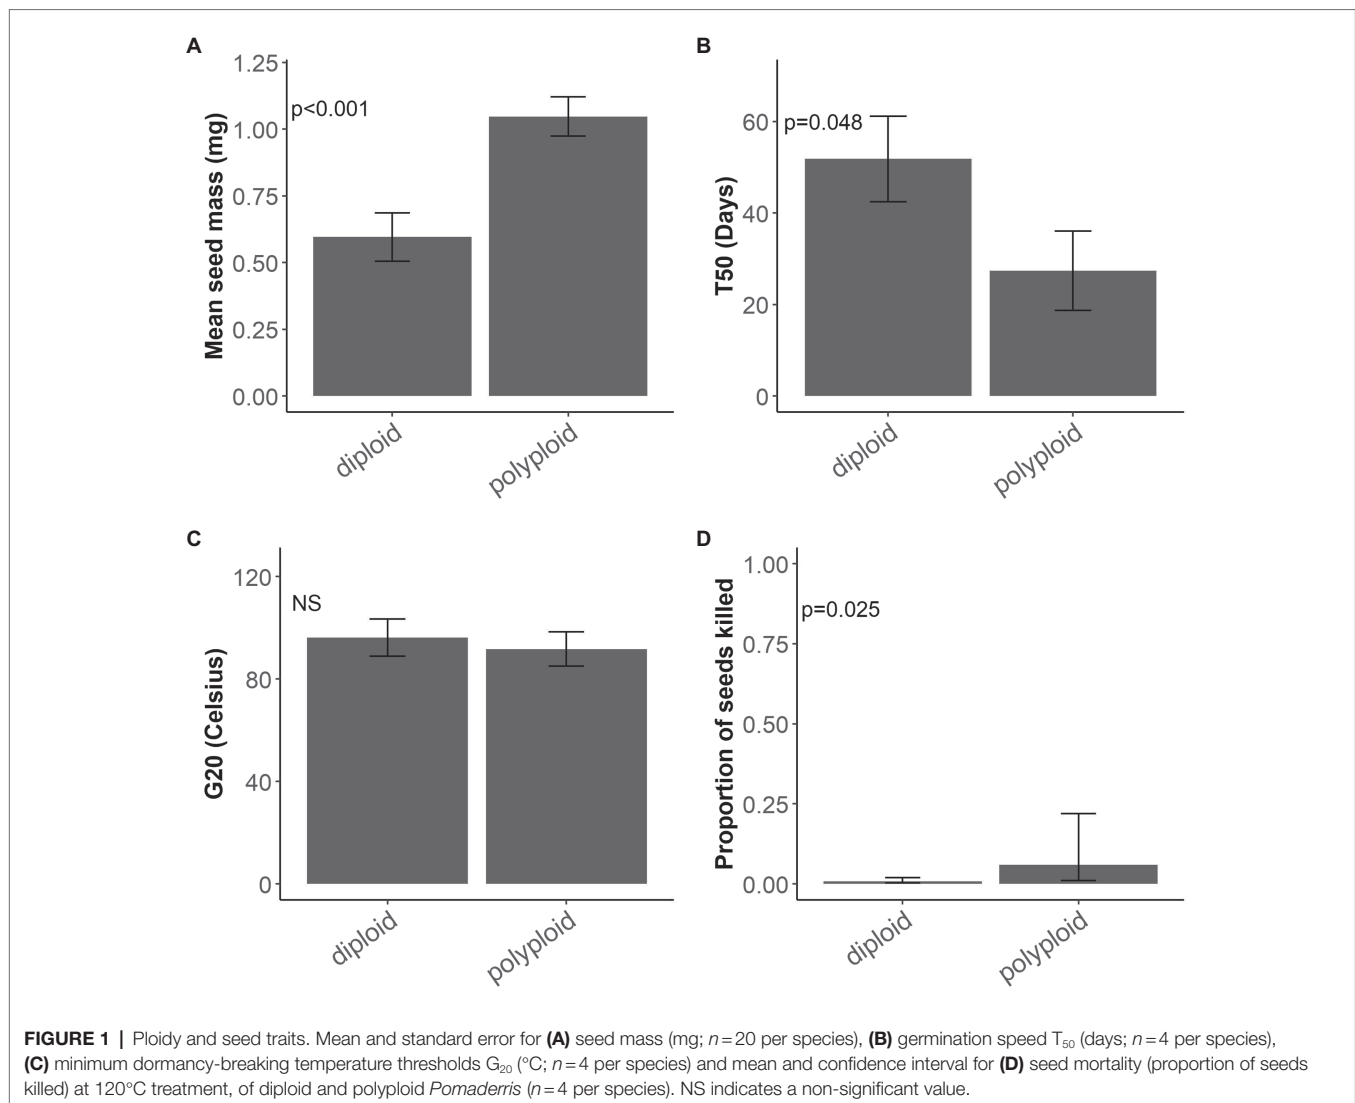 A
Mean seed mass (mg)
1.25
1.00
0.75
0.50
0.25
0.00
p<0.001
diploid
polyploid
B
T50 (Days)
60
40
20
0
p=0.048
diploid
polyploid
C
G20 (Celsius)
120
80
40
0
NS
diploid
polyploid
D
Proportion of seeds killed
1.00
0.75
0.50
0.25
0.00
p=0.025
diploid
polyploid
FIGURE 1 | Ploidy and seed traits. Mean and standard error for (A) seed mass (mg; n = 20 per species), (B) germination speed T₅₀ (days; n = 4 per species),
(C) minimum dormancy-breaking temperature thresholds G₂₀ (°C; n = 4 per species) and mean and confidence interval for (D) seed mortality (proportion of seeds
killed) at 120°C treatment, of diploid and polyploid Pomaderris (n = 4 per species). NS indicates a non-significant value.